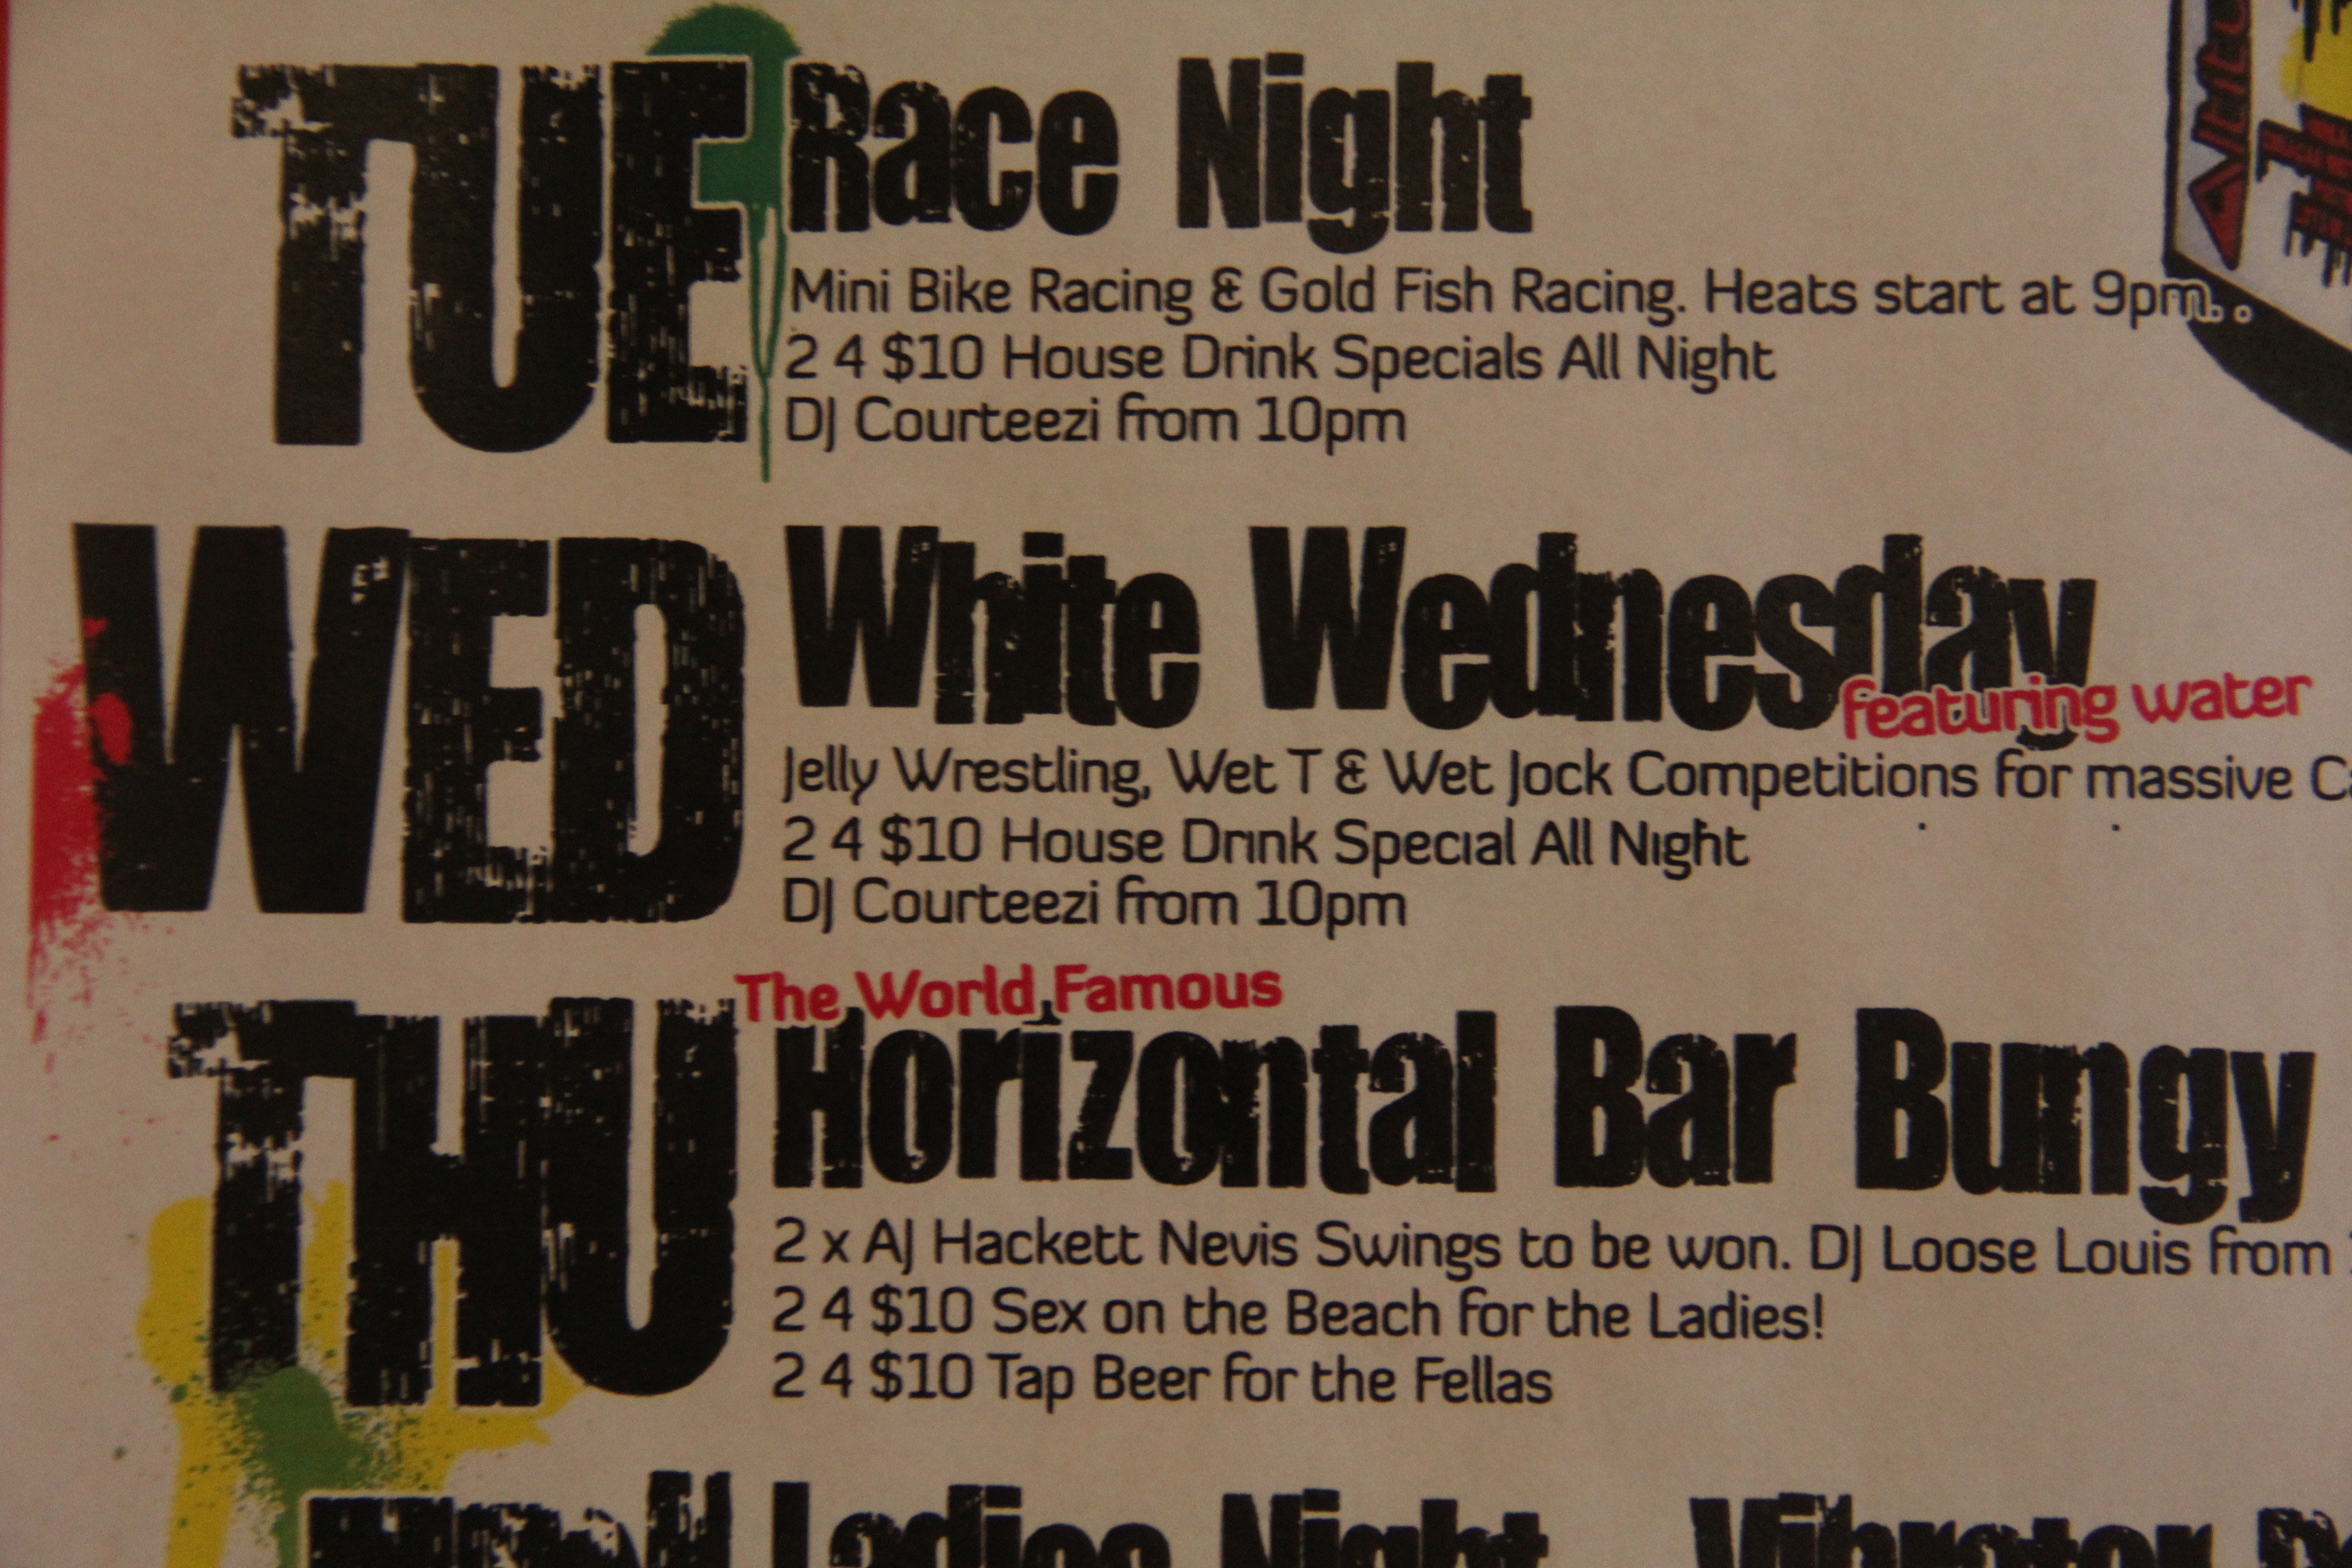 TUE
Race Night
Mini Bike Racing & Gold Fish Racing. Heats start at 9pm..
2 4 $10 House Drink Specials All Night
DJ Courteezi from 10pm
WED
White Wednesday
featuring water
Jelly Wrestling, Wet T & Wet Jock Competitions for massive
2 4 $10 House Drink Special All Night
DJ Courteezi from 10pm
THU
The World Famous
Horizontal Bar Bungy
2 x AJ Hackett Nevis Swings to be won. DJ Loose Louis from
2 4 $10 Sex on the Beach for the Ladies!
2 4 $10 Tap Beer for the Fellas
Ladies Night Vibrator